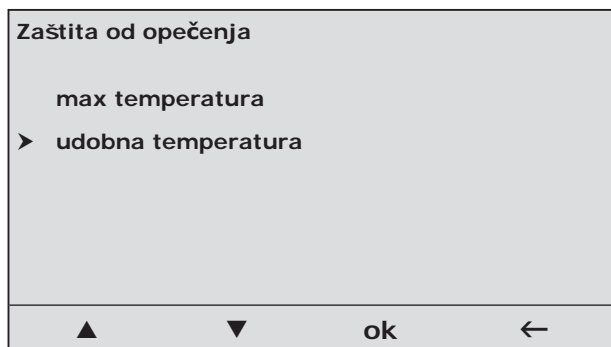 Zaštita od opečenja
max temperatura
➤ udobna temperatura
▲ ▼ ok ←